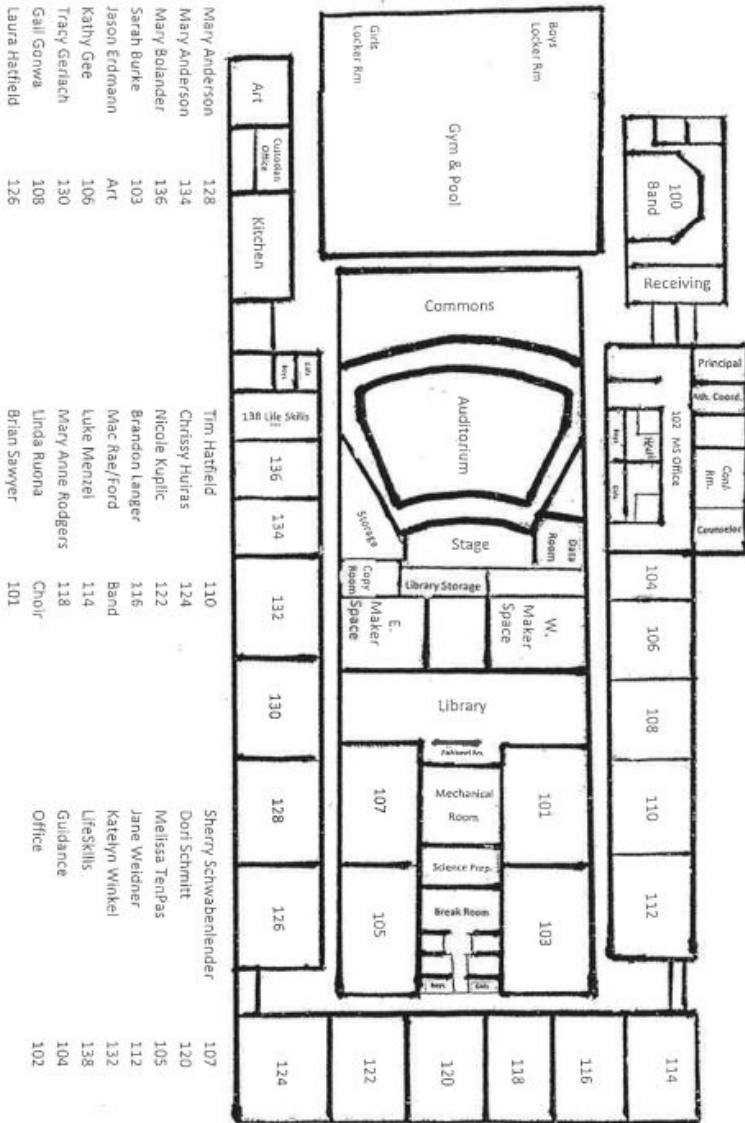 Boys
Locker Rm
Girls
Locker Rm
Gym & Pool
100
Band
Receiving
Art
Custodian
Office
Kitchen
Commons
Auditorium
Stage
Storage
Data
Room
Library Storage
Copy
Room
E.
Maker
Space
W.
Maker
Space
Library
Mechanical
Room
Science Prep.
Break Room
Boys
Girls
101
103
105
107
Principal
Ath. Coord.
Conf.
Rm.
Counselor
102 MS Office
Health
Boys
Girls
104
106
108
110
112
114
116
118
120
122
124
126
128
130
132
134
136
138 Life Skills
Boys
Girls
Mary Anderson 128
Mary Anderson 134
Mary Bolander 136
Sarah Burke 103
Jason Erdmann Art
Kathy Gee 106
Tracy Gerlach 130
Gail Gonwa 108
Laura Hatfield 126
Tim Hatfield 110
Chrissy Huiras 124
Nicole Kuplic 122
Brandon Langer 116
Mac Rae/Ford Band
Luke Menzel 114
Mary Anne Rodgers 118
Linda Ruona Choir
Brian Sawyer 101
Sherry Schwabenlender 107
Dori Schmitt 120
Melissa TenPas 105
Jane Weidner 112
Katelyn Winkel 132
LifeSkills 138
Guidance 104
Office 102